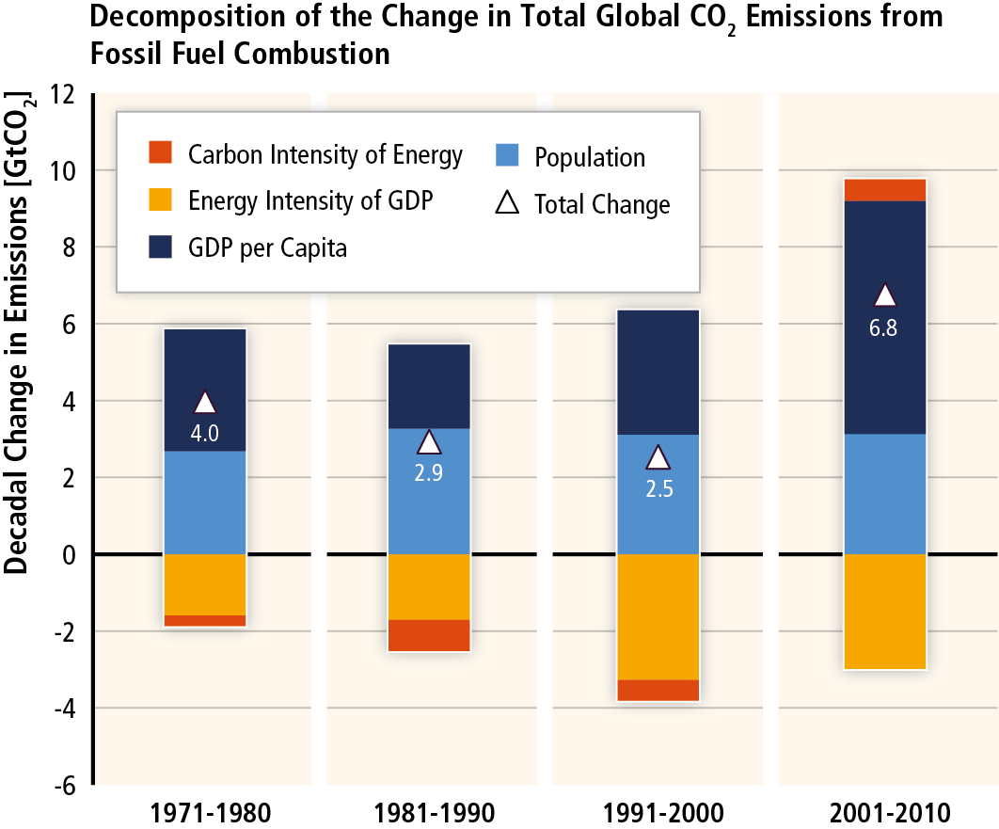 Decomposition of the Change in Total Global CO₂ Emissions from
Fossil Fuel Combustion
Decadal Change in Emissions [GtCO₂]
12
10
8
6
4
2
0
-2
-4
-6
Carbon Intensity of Energy
Energy Intensity of GDP
GDP per Capita
Population
Total Change
4.0
2.9
2.5
6.8
1971-1980
1981-1990
1991-2000
2001-2010